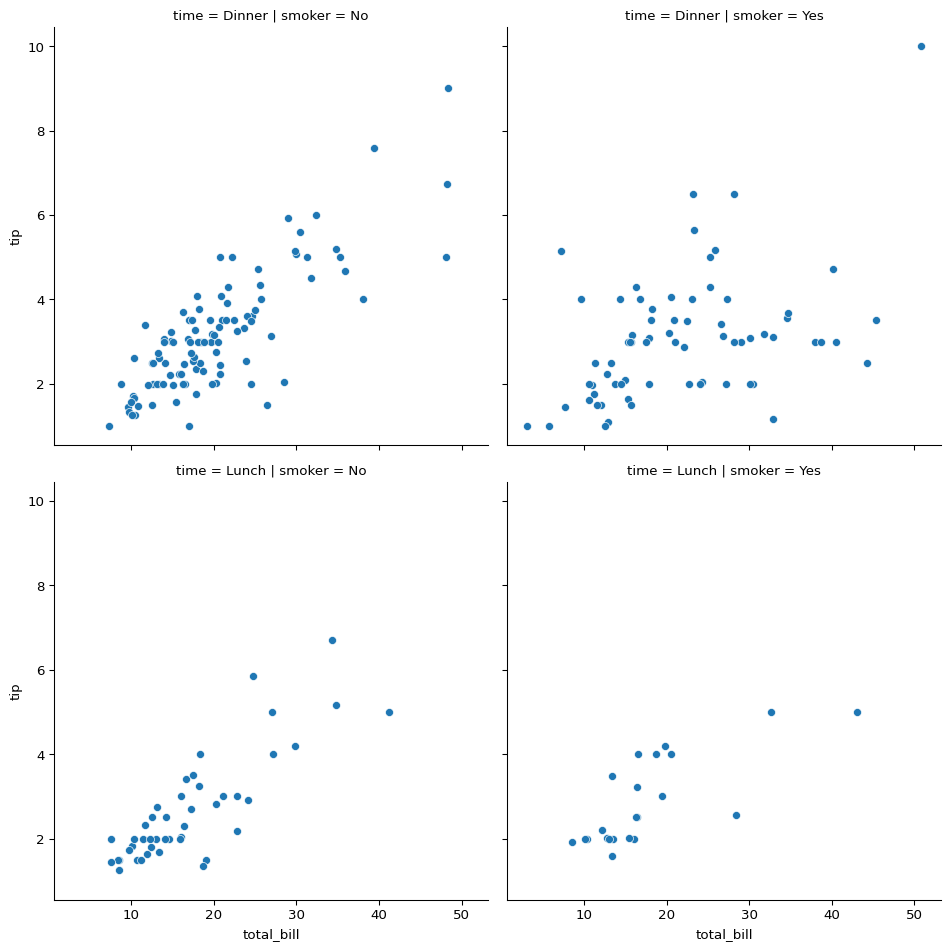 time = Dinner | smoker = No
time = Dinner | smoker = Yes
10
8
6
4
2
tip
time = Lunch | smoker = No
time = Lunch | smoker = Yes
10
8
6
4
2
tip
10 20 30 40 50
10 20 30 40 50
total_bill
total_bill